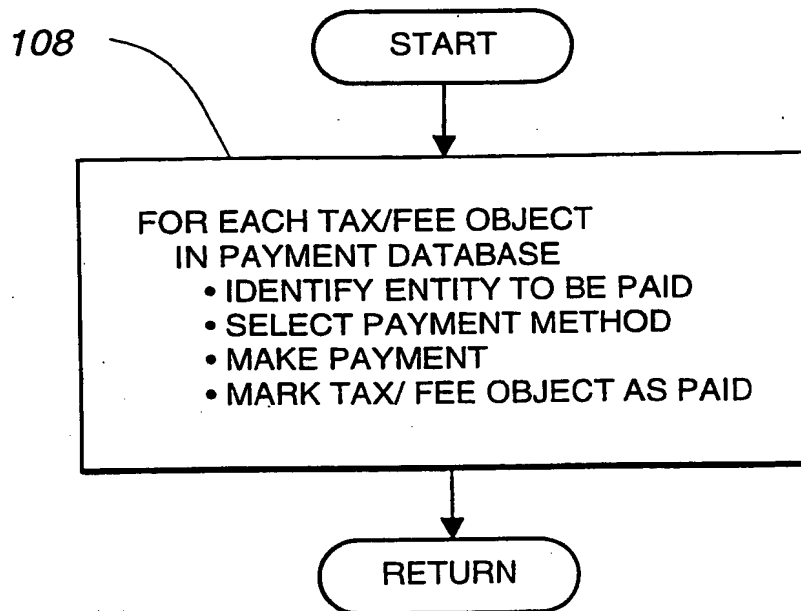 108
START
FOR EACH TAX/FEE OBJECT
IN PAYMENT DATABASE
• IDENTIFY ENTITY TO BE PAID
• SELECT PAYMENT METHOD
• MAKE PAYMENT
• MARK TAX/ FEE OBJECT AS PAID
RETURN